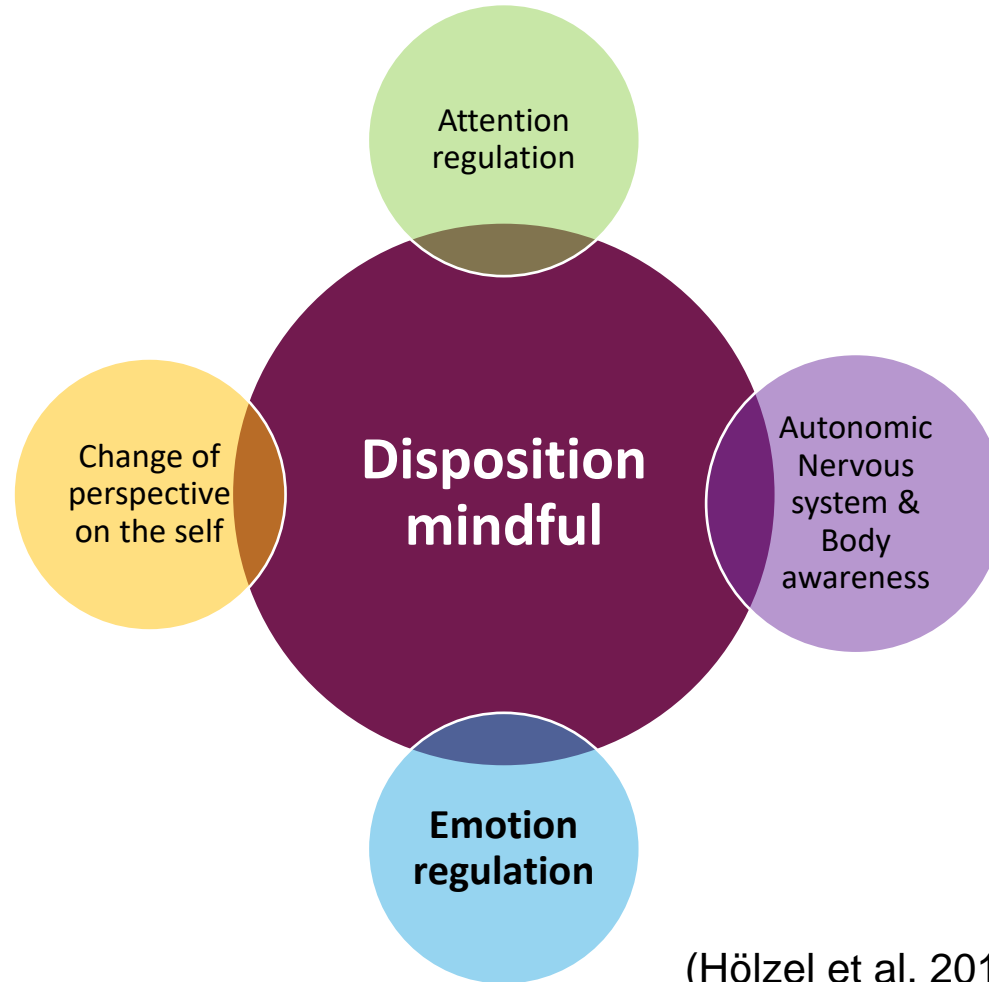 Attention
regulation
Disposition
mindful
Change of
perspective
on the self
Autonomic
Nervous
system &
Body
awareness
Emotion
regulation
(Hölzel et al. 201